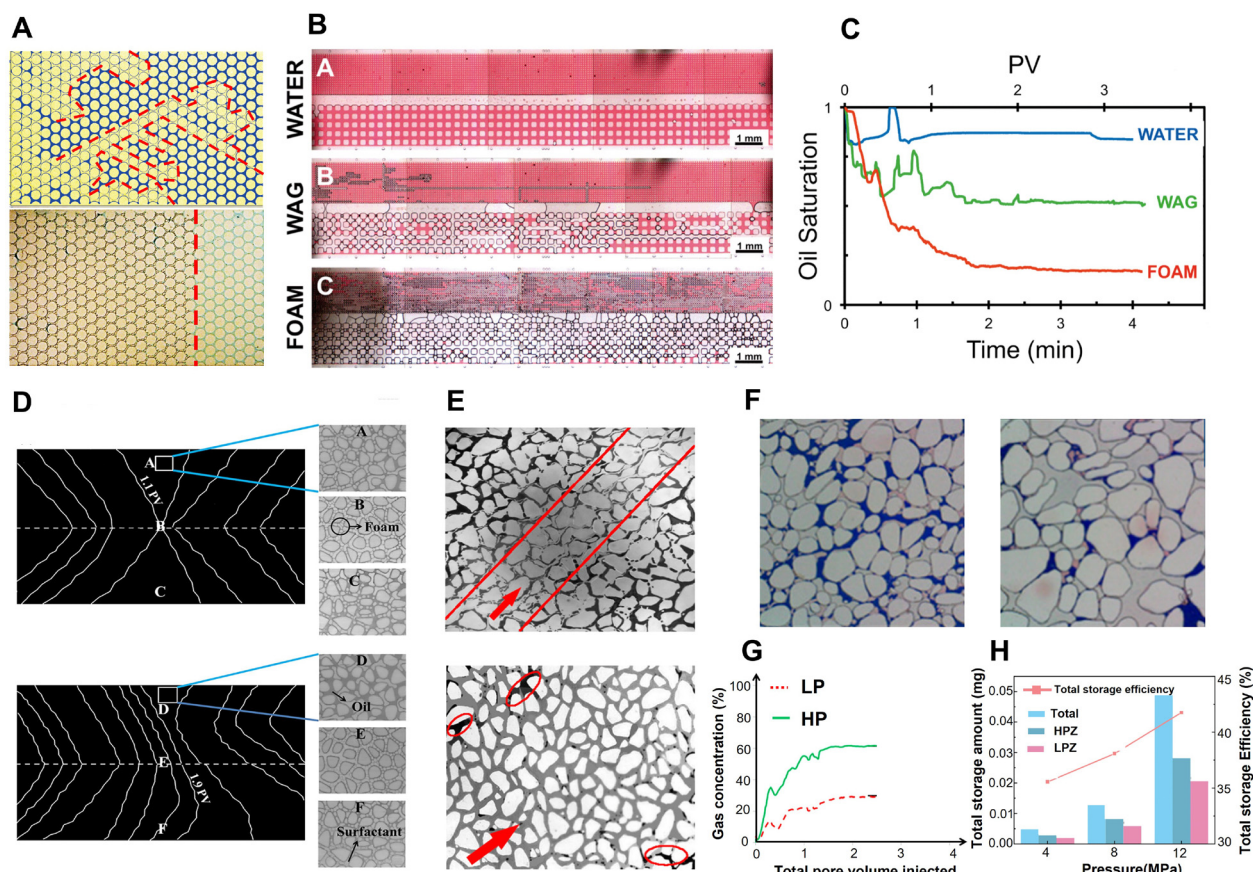 A
B
C
WATER
A
1 mm
WAG
B
1 mm
FOAM
C
1 mm
PV
0 1 2 3
Oil Saturation
1
0
WATER
WAG
FOAM
0 1 2 3 4
Time (min)
D
A
1.1 PV
B
C
A
B
Foam
C
D
E
1.9 PV
F
D
Oil
E
F
Surfactant
E
F
G
Gas concentration (%)
100
80
60
40
20
0
LP
HP
0 1 2 3 4
Total pore volume injected
H
Total storage amount (mg)
0.05
0.04
0.03
0.02
0.01
0.00
Total storage efficiency
Total
HPZ
LPZ
4 8 12
Pressure(MPa)
45
40
35
30
Total storage Efficiency (%)